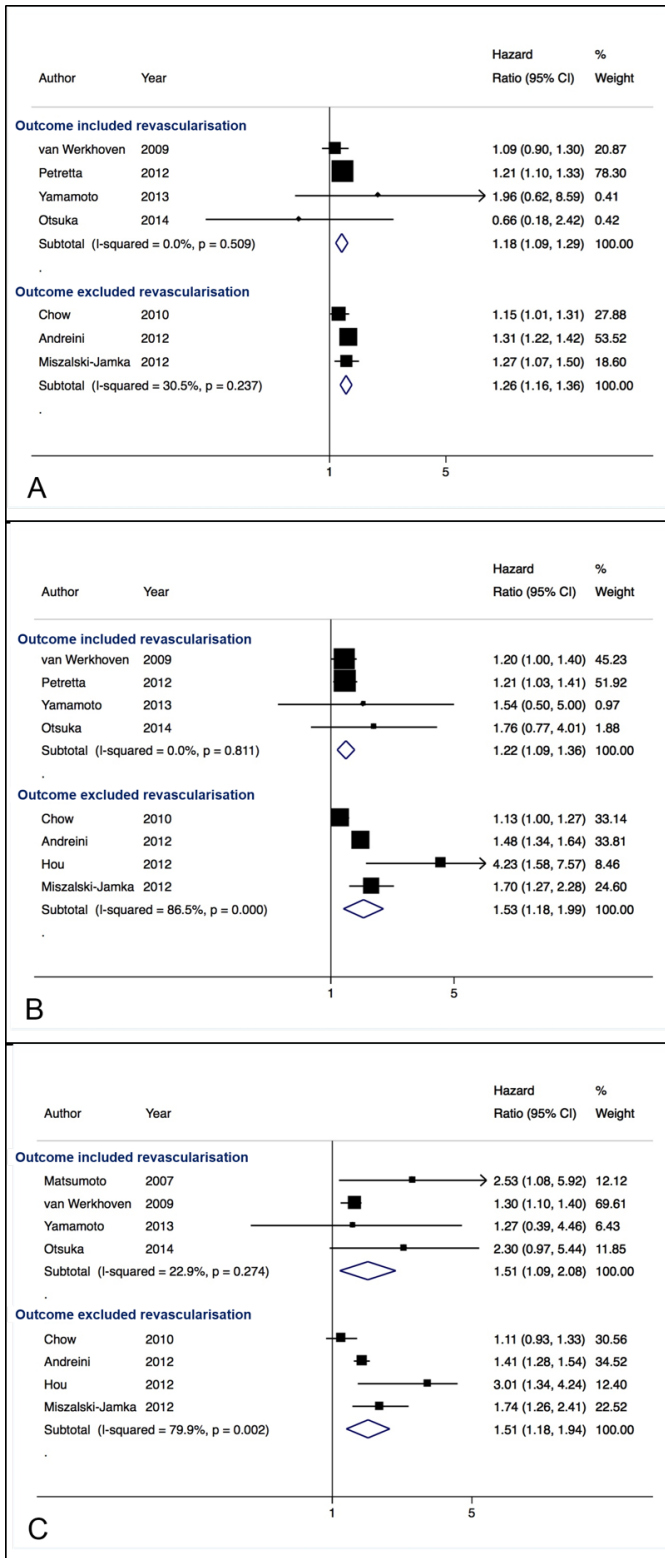 Hazard %
Author Year Ratio (95% CI) Weight
Outcome included revascularisation
van Werkhoven 2009 1.09 (0.90, 1.30) 20.87
Petretta 2012 1.21 (1.10, 1.33) 78.30
Yamamoto 2013 1.96 (0.62, 8.59) 0.41
Otsuka 2014 0.66 (0.18, 2.42) 0.42
Subtotal (I-squared = 0.0%, p = 0.509) 1.18 (1.09, 1.29) 100.00
.
Outcome excluded revascularisation
Chow 2010 1.15 (1.01, 1.31) 27.88
Andreini 2012 1.31 (1.22, 1.42) 53.52
Miszalski-Jamka 2012 1.27 (1.07, 1.50) 18.60
Subtotal (I-squared = 30.5%, p = 0.237) 1.26 (1.16, 1.36) 100.00
.
1 5
A
Hazard %
Author Year Ratio (95% CI) Weight
Outcome included revascularisation
van Werkhoven 2009 1.20 (1.00, 1.40) 45.23
Petretta 2012 1.21 (1.03, 1.41) 51.92
Yamamoto 2013 1.54 (0.50, 5.00) 0.97
Otsuka 2014 1.76 (0.77, 4.01) 1.88
Subtotal (I-squared = 0.0%, p = 0.811) 1.22 (1.09, 1.36) 100.00
.
Outcome excluded revascularisation
Chow 2010 1.13 (1.00, 1.27) 33.14
Andreini 2012 1.48 (1.34, 1.64) 33.81
Hou 2012 4.23 (1.58, 7.57) 8.46
Miszalski-Jamka 2012 1.70 (1.27, 2.28) 24.60
Subtotal (I-squared = 86.5%, p = 0.000) 1.53 (1.18, 1.99) 100.00
.
1 5
B
Hazard %
Author Year Ratio (95% CI) Weight
Outcome included revascularisation
Matsumoto 2007 2.53 (1.08, 5.92) 12.12
van Werkhoven 2009 1.30 (1.10, 1.40) 69.61
Yamamoto 2013 1.27 (0.39, 4.46) 6.43
Otsuka 2014 2.30 (0.97, 5.44) 11.85
Subtotal (I-squared = 22.9%, p = 0.274) 1.51 (1.09, 2.08) 100.00
.
Outcome excluded revascularisation
Chow 2010 1.11 (0.93, 1.33) 30.56
Andreini 2012 1.41 (1.28, 1.54) 34.52
Hou 2012 3.01 (1.34, 4.24) 12.40
Miszalski-Jamka 2012 1.74 (1.26, 2.41) 22.52
Subtotal (I-squared = 79.9%, p = 0.002) 1.51 (1.18, 1.94) 100.00
.
1 5
C